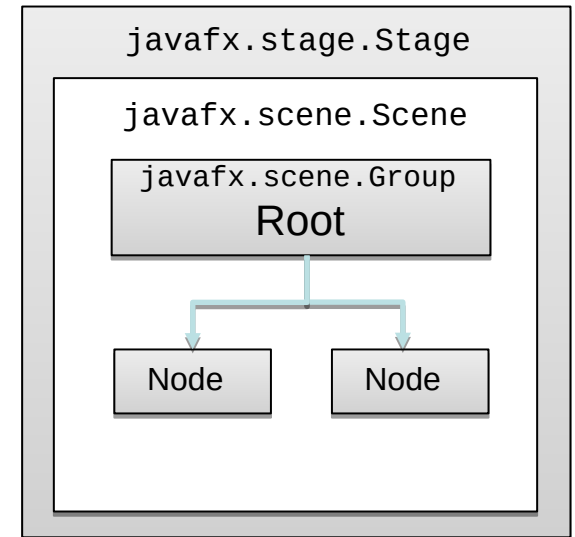 javafx.stage.Stage
javafx.scene.Scene
javafx.scene.Group
Root
Node Node